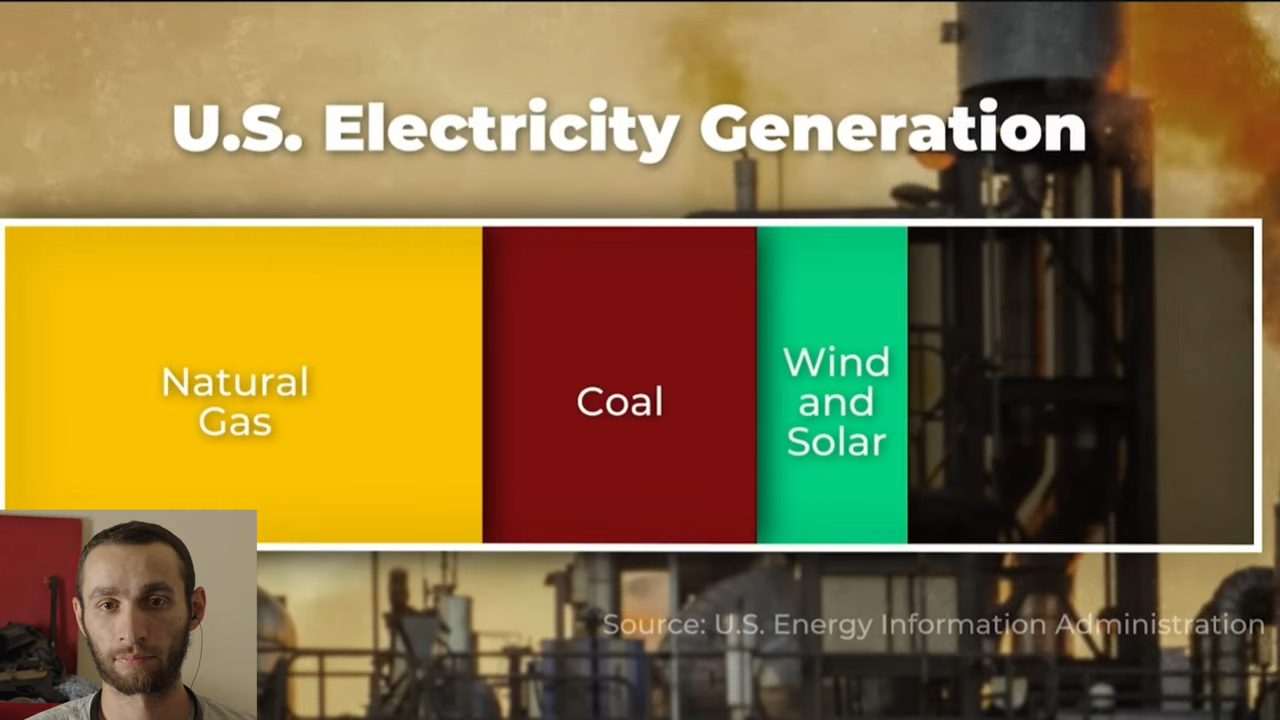 U.S. Electricity Generation
Natural
Gas
Coal
Wind
and
Solar
Source: U.S. Energy Information Administration